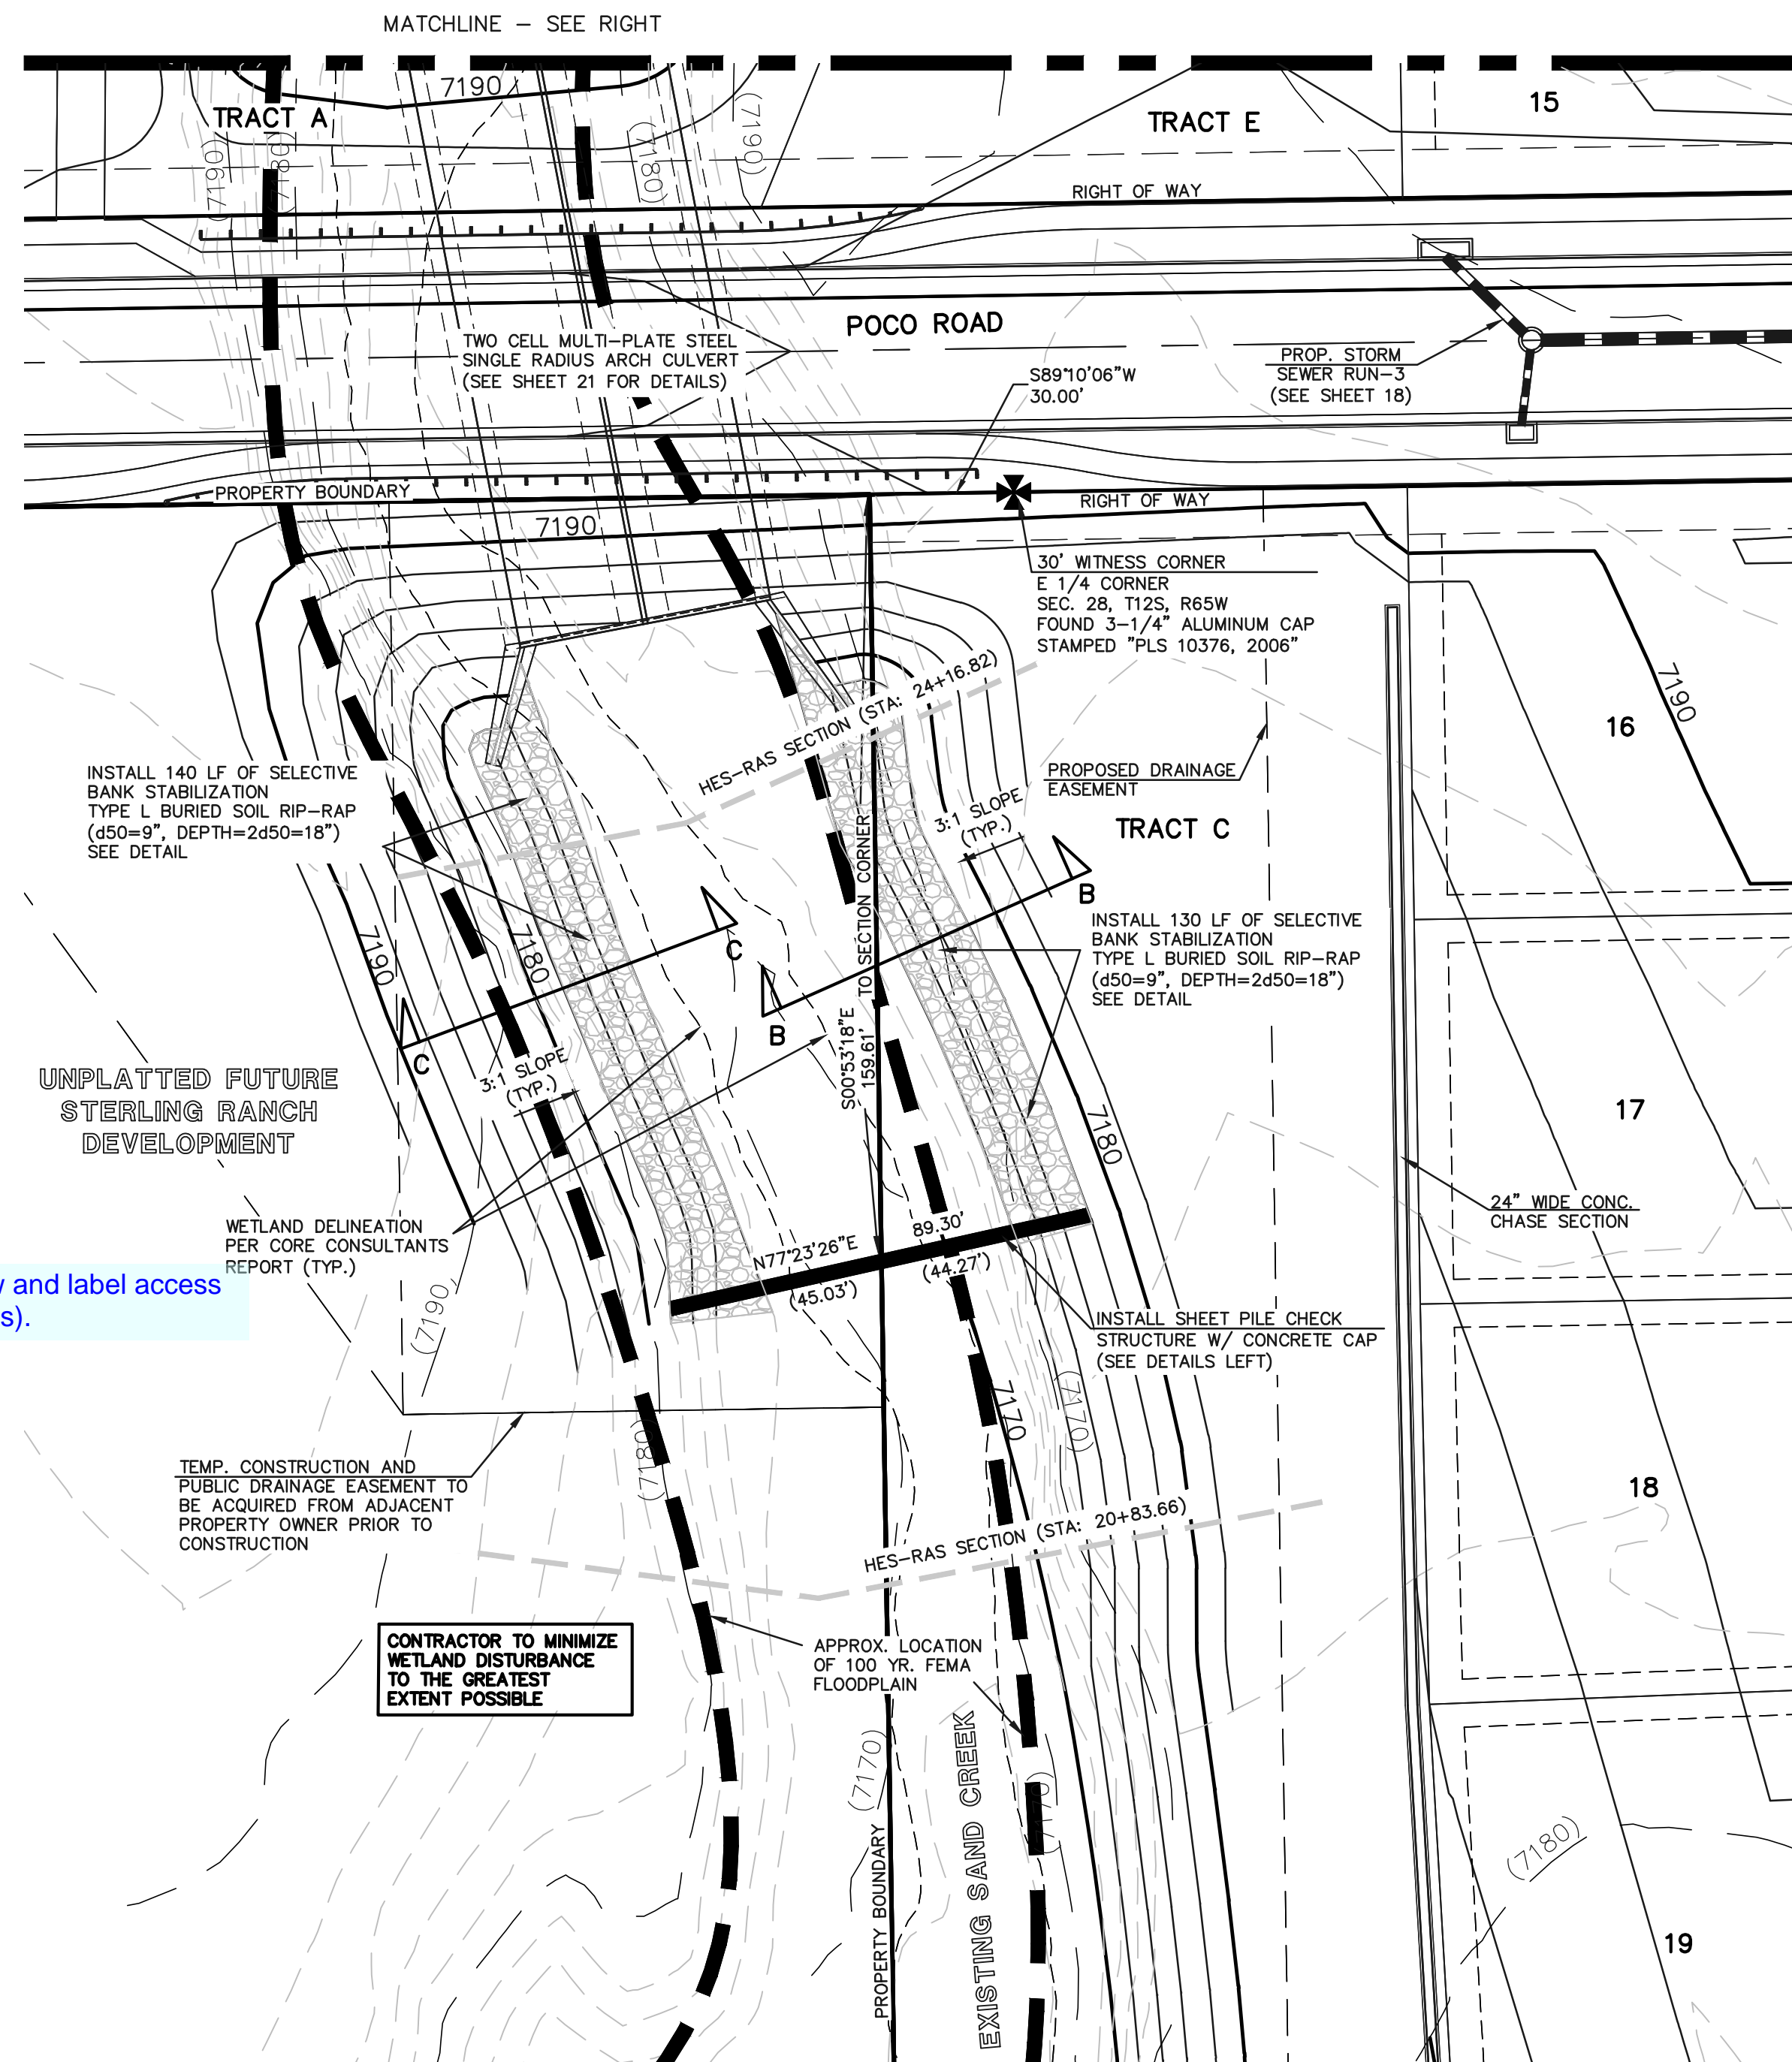 MATCHLINE – SEE RIGHT
7190
TRACT A
TRACT E
15
(7190)
(7180)
(7180)
(7190)
RIGHT OF WAY
POCO ROAD
TWO CELL MULTI–PLATE STEEL
SINGLE RADIUS ARCH CULVERT
(SEE SHEET 21 FOR DETAILS)
S89°10'06"W
30.00'
PROP. STORM
SEWER RUN–3
(SEE SHEET 18)
PROPERTY BOUNDARY
RIGHT OF WAY
7190
30' WITNESS CORNER
E 1/4 CORNER
SEC. 28, T12S, R65W
FOUND 3–1/4" ALUMINUM CAP
STAMPED "PLS 10376, 2006"
HES–RAS SECTION (STA: 24+16.82)
7190
16
INSTALL 140 LF OF SELECTIVE
BANK STABILIZATION
TYPE L BURIED SOIL RIP–RAP
(d50=9", DEPTH=2d50=18")
SEE DETAIL
PROPOSED DRAINAGE
EASEMENT
3:1 SLOPE
(TYP.)
TRACT C
B
INSTALL 130 LF OF SELECTIVE
BANK STABILIZATION
TYPE L BURIED SOIL RIP–RAP
(d50=9", DEPTH=2d50=18")
SEE DETAIL
7190
7180
C
B
C
S00°53'18"E TO SECTION CORNER
159.61'
3:1 SLOPE
(TYP.)
UNPLATTED FUTURE
STERLING RANCH
DEVELOPMENT
7180
17
24" WIDE CONC.
CHASE SECTION
WETLAND DELINEATION
PER CORE CONSULTANTS
REPORT (TYP.)
and label access
s).
N77°23'26"E
89.30'
(45.03')
(44.27')
(7190)
INSTALL SHEET PILE CHECK
STRUCTURE W/ CONCRETE CAP
(SEE DETAILS LEFT)
7170
(7170)
(7180)
TEMP. CONSTRUCTION AND
PUBLIC DRAINAGE EASEMENT TO
BE ACQUIRED FROM ADJACENT
PROPERTY OWNER PRIOR TO
CONSTRUCTION
18
HES–RAS SECTION (STA: 20+83.66)
CONTRACTOR TO MINIMIZE
WETLAND DISTURBANCE
TO THE GREATEST
EXTENT POSSIBLE
APPROX. LOCATION
OF 100 YR. FEMA
FLOODPLAIN
(7170)
PROPERTY BOUNDARY
EXISTING SAND CREEK
(7170)
(7180)
19